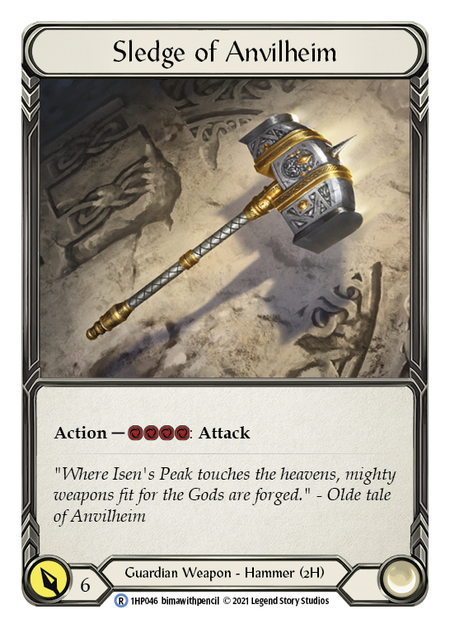 Sledge of Anvilheim
Action — : Attack
"Where Isen's Peak touches the heavens, mighty
weapons fit for the Gods are forged." - Olde tale
of Anvilheim
6
Guardian Weapon - Hammer (2H)
R 1HP046 bimawithpencil © 2021 Legend Story Studios